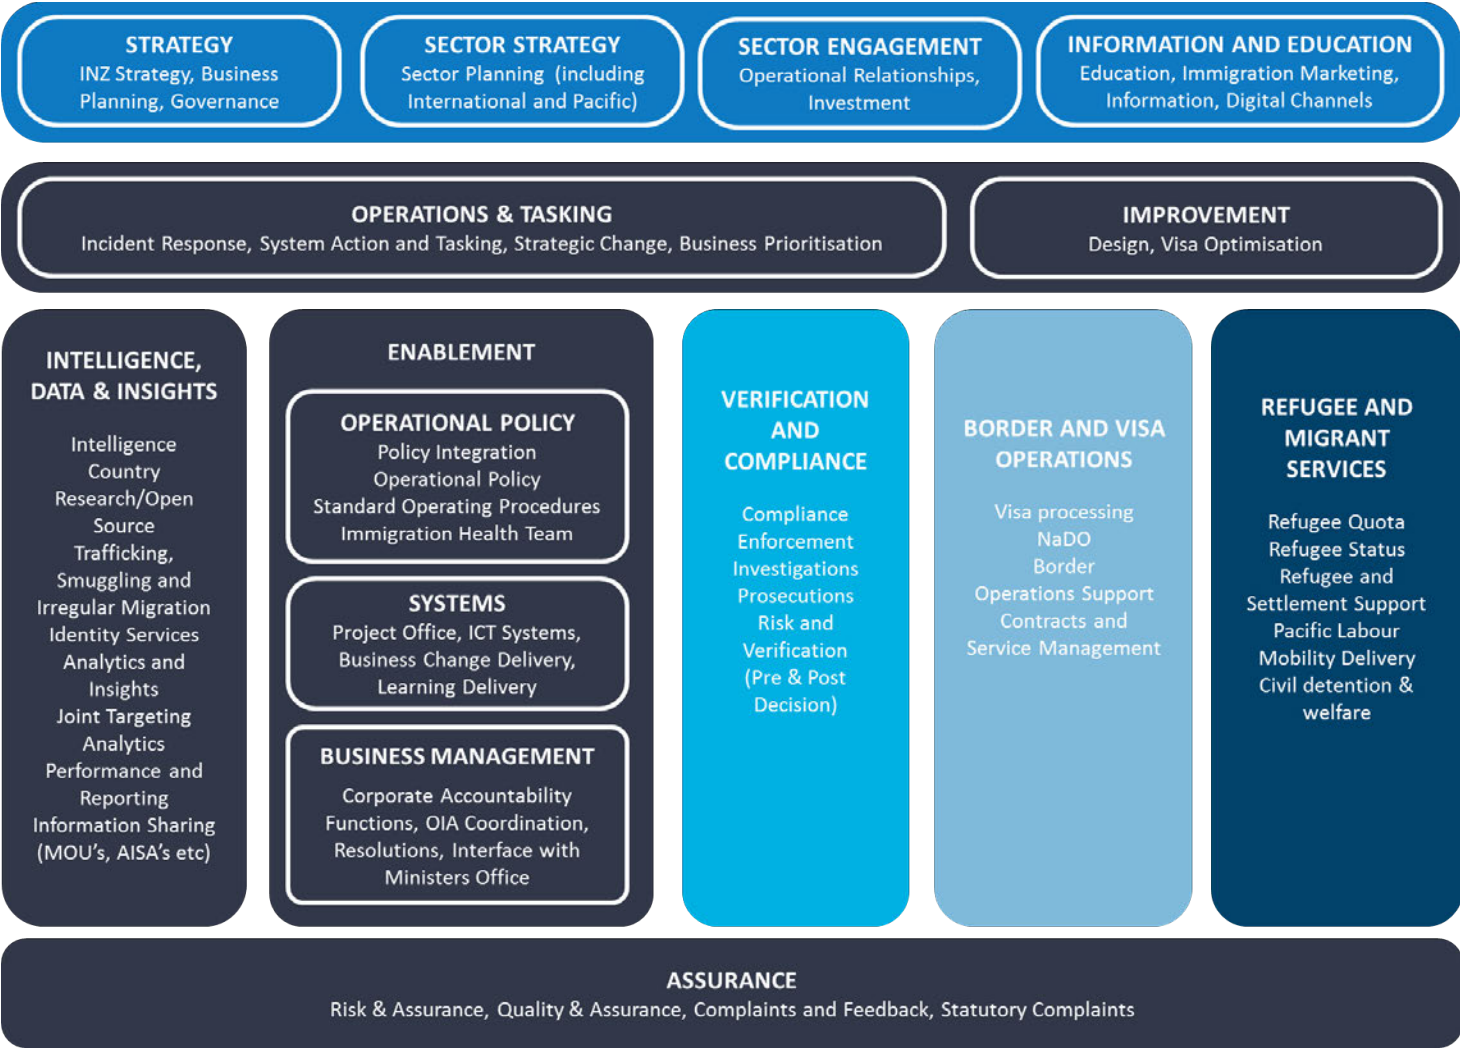 STRATEGY
INZ Strategy, Business
Planning, Governance
SECTOR STRATEGY
Sector Planning (including
International and Pacific)
SECTOR ENGAGEMENT
Operational Relationships,
Investment
INFORMATION AND EDUCATION
Education, Immigration Marketing,
Information, Digital Channels
OPERATIONS & TASKING
Incident Response, System Action and Tasking, Strategic Change, Business Prioritisation
IMPROVEMENT
Design, Visa Optimisation
INTELLIGENCE,
DATA & INSIGHTS
Intelligence
Country
Research/Open
Source
Trafficking,
Smuggling and
Irregular Migration
Identity Services
Analytics and
Insights
Joint Targeting
Analytics
Performance and
Reporting
Information Sharing
(MOU's, AISA's etc)
ENABLEMENT
OPERATIONAL POLICY
Policy Integration
Operational Policy
Standard Operating Procedures
Immigration Health Team
SYSTEMS
Project Office, ICT Systems,
Business Change Delivery,
Learning Delivery
BUSINESS MANAGEMENT
Corporate Accountability
Functions, OIA Coordination,
Resolutions, Interface with
Ministers Office
VERIFICATION
AND
COMPLIANCE
Compliance
Enforcement
Investigations
Prosecutions
Risk and
Verification
(Pre & Post
Decision)
BORDER AND VISA
OPERATIONS
Visa processing
NaDO
Border
Operations Support
Contracts and
Service Management
REFUGEE AND
MIGRANT
SERVICES
Refugee Quota
Refugee Status
Refugee and
Settlement Support
Pacific Labour
Mobility Delivery
Civil detention &
welfare
ASSURANCE
Risk & Assurance, Quality & Assurance, Complaints and Feedback, Statutory Complaints